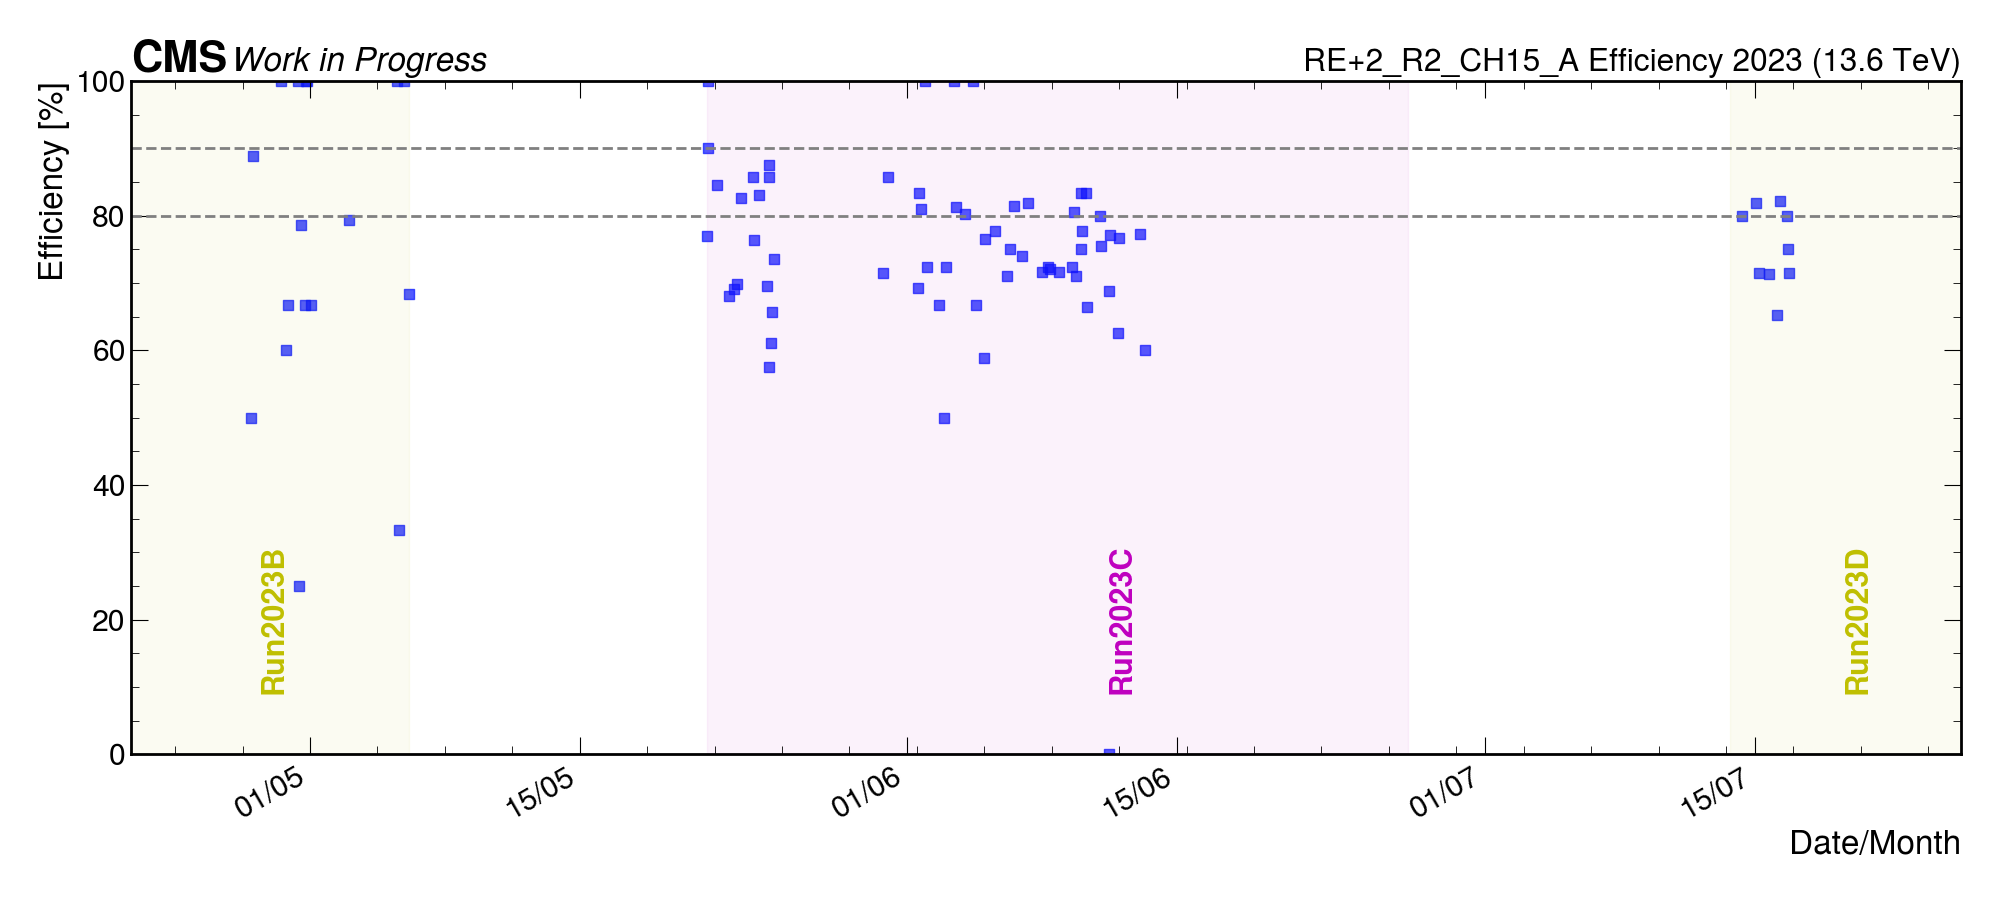 CMS Work in Progress
RE+2_R2_CH15_A Efficiency 2023 (13.6 TeV)
Efficiency [%]
100
80
60
40
20
0
Run2023B
Run2023C
Run2023D
01/05
15/05
01/06
15/06
01/07
15/07
Date/Month